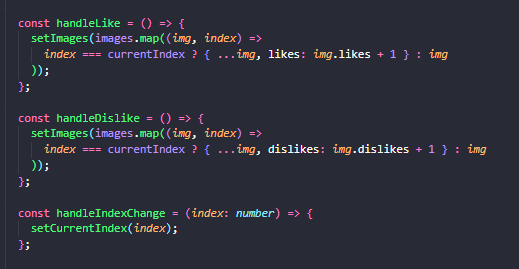 const handleLike = () => {
  setImages(images.map((img, index) =>
    index === currentIndex ? { ...img, likes: img.likes + 1 } : img
  ));
};

const handleDislike = () => {
  setImages(images.map((img, index) =>
    index === currentIndex ? { ...img, dislikes: img.dislikes + 1 } : img
  ));
};

const handleIndexChange = (index: number) => {
  setCurrentIndex(index);
};